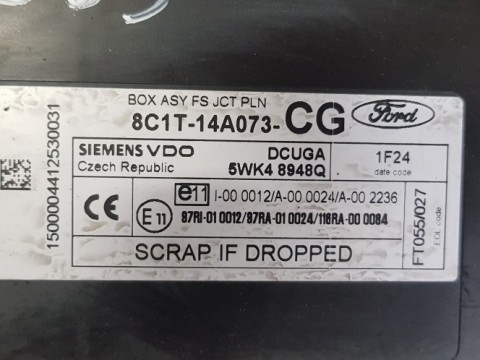 BOX ASY FS JCT PLN
8C1T-14A073-CG
Ford
SIEMENS VDO
DCUGA
1F24
Czech Republic
5WK4 8948Q
date code
e11 I-00 0012/A-00 0024/A-00 2236
CE
E11
97RI-01 0012/97RA-01 0024/116RA-00 0084
FT055/027
EOL code
SCRAP IF DROPPED
1500004412530031